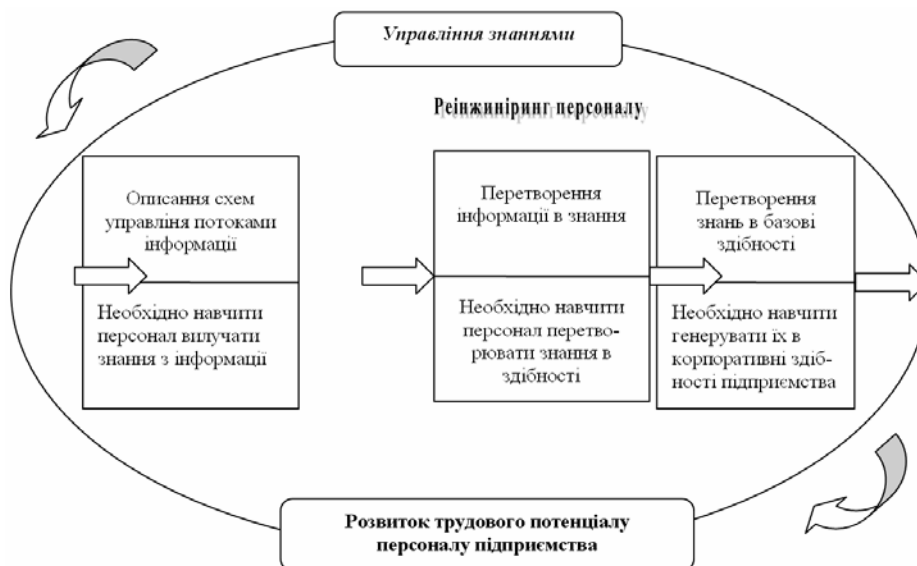 Управління знаннями
Реінжиніринг персоналу
Описання схем
управліня потоками
інформації
Необхідно навчити
персонал вилучати
знання з інформації
Перетворення
інформації в знання
Необхідно навчити
персонал перетво-
рювати знання в
здібності
Перетворення
знань в базові
здібності
Необхідно навчити
генерувати їх в
корпоративні здіб-
ності підприємства
Розвиток трудового потенціалу
персоналу підприємства